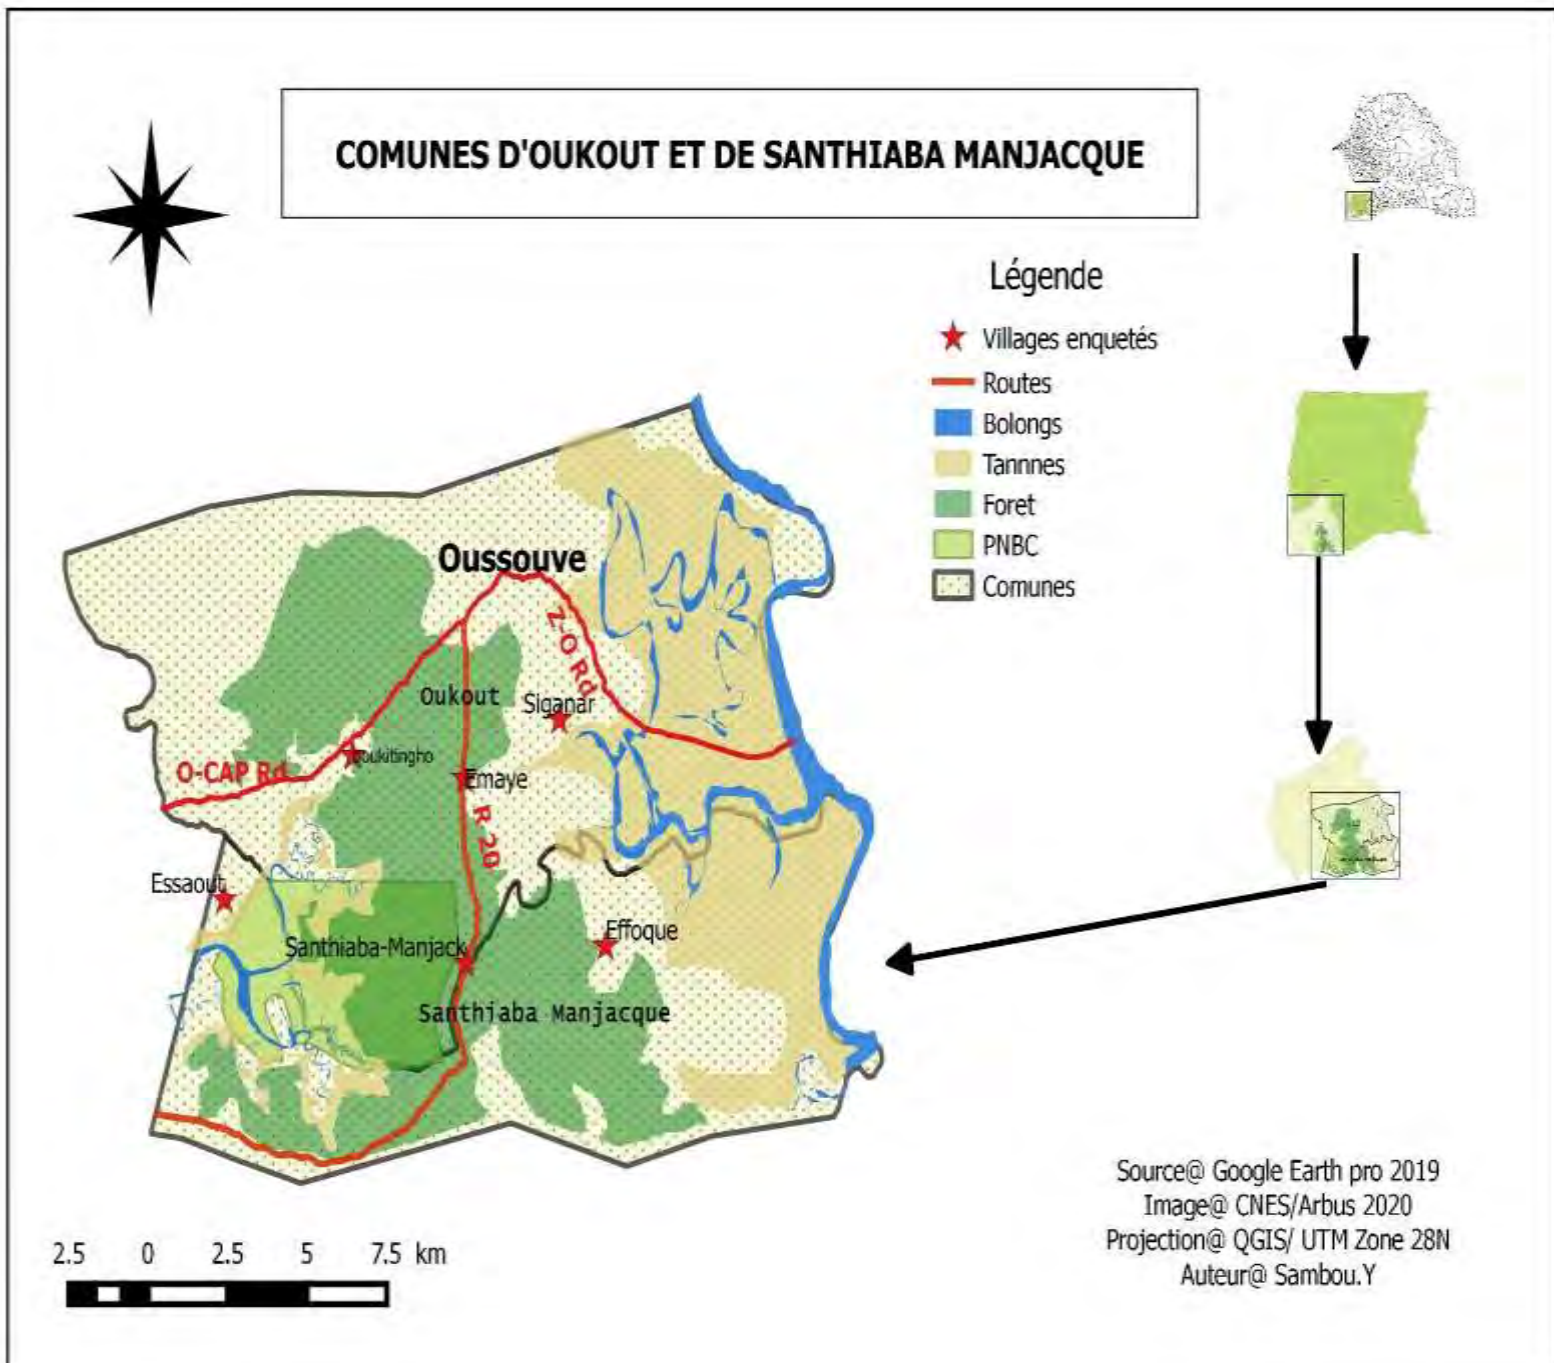 COMUNES D'OUKOUT ET DE SANTHIABA MANJACQUE
Légende
Villages enquetés
Routes
Bolongs
Tannnes
Foret
PNBC
Comunes
Oussouve
Z-O Rd
Oukout
Siganar
oukitingho
O-CAP Rd
Emaye
R 20
Essaout
Effoque
Santhiaba-Manjack
Santhiaba Manjacque
Source@ Google Earth pro 2019
Image@ CNES/Arbus 2020
Projection@ QGIS/ UTM Zone 28N
Auteur@ Sambou.Y
2.5 0 2.5 5 7.5 km